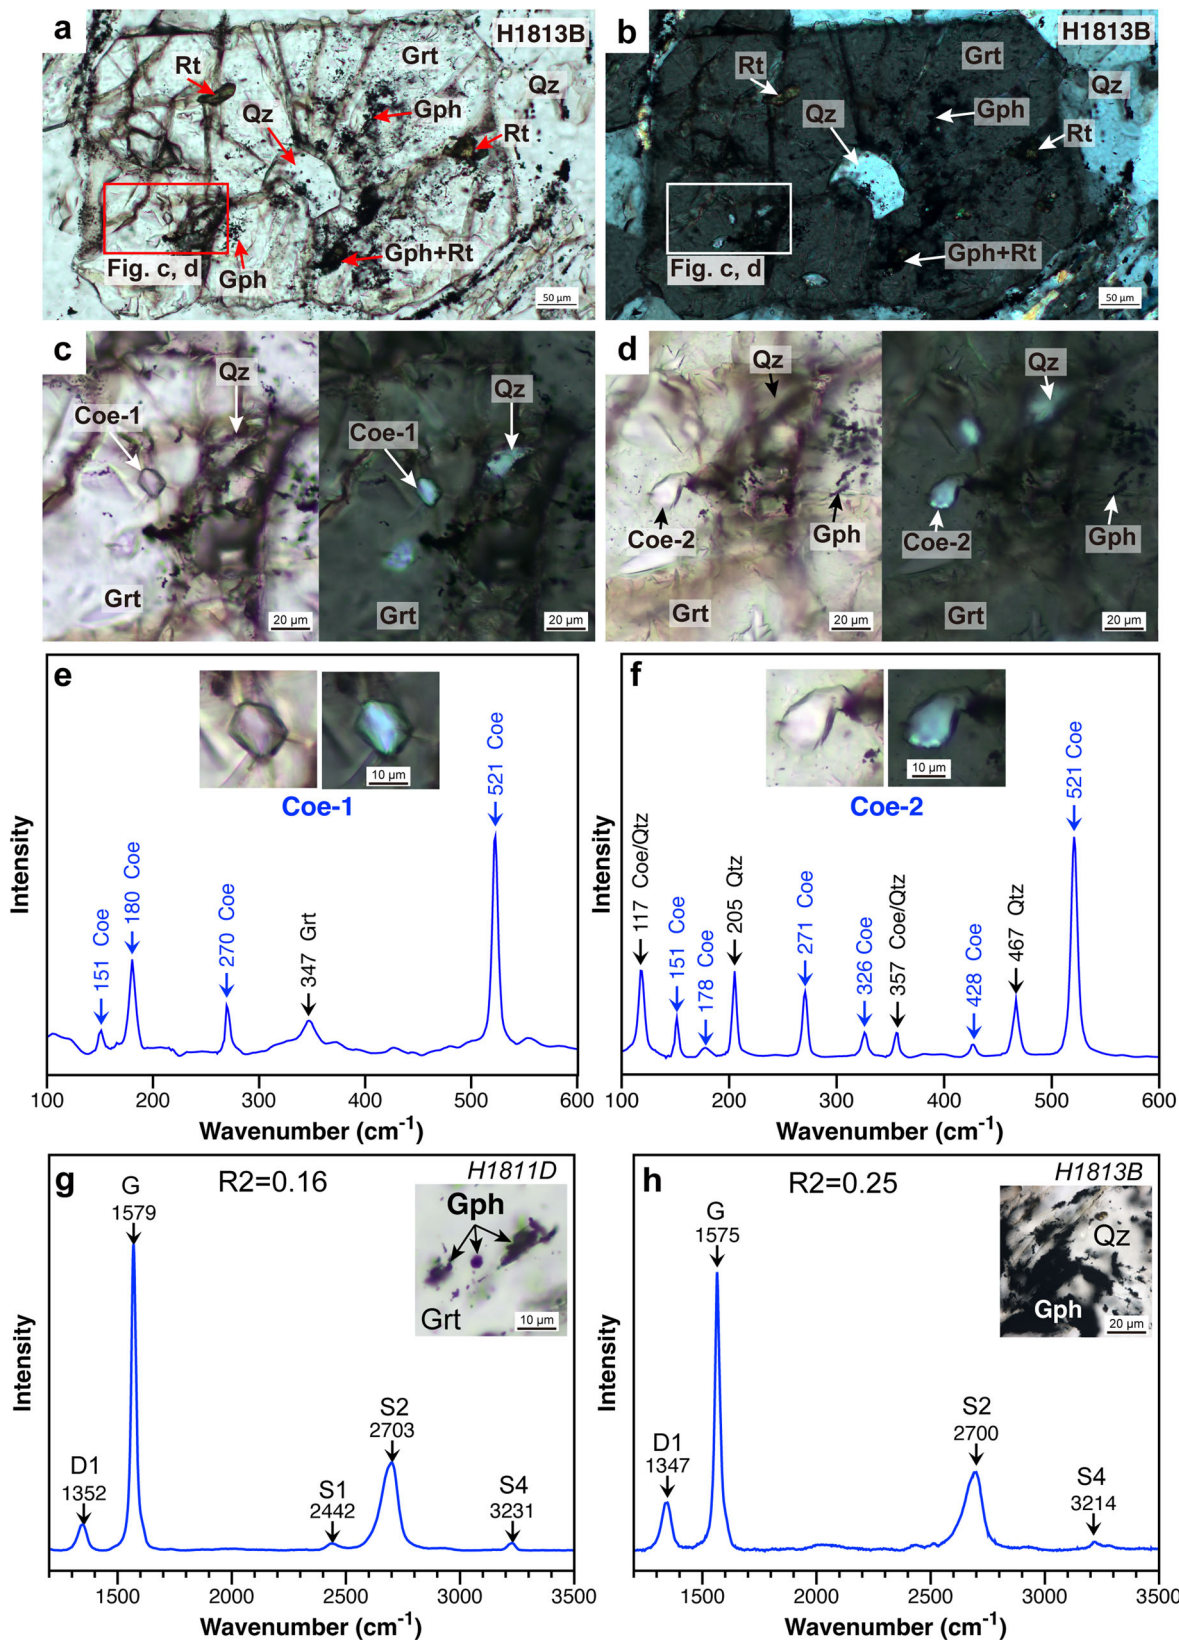 a
H1813B
Grt
Rt
Gph
Qz
Qz
Rt
Fig. c, d
Gph
Gph+Rt
50 μm
b
H1813B
Grt
Rt
Qz
Gph
Qz
Rt
Fig. c, d
Gph+Rt
50 μm
c
Qz
Coe-1
Grt
20 μm
Qz
Coe-1
Grt
20 μm
d
Qz
Coe-2
Gph
Grt
20 μm
Qz
Coe-2
Gph
Grt
20 μm
e
10 μm
Coe-1
151 Coe
180 Coe
270 Coe
347 Grt
521 Coe
Intensity
100 200 300 400 500 600
Wavenumber (cm-1)
f
10 μm
Coe-2
117 Coe/Qtz
151 Coe
178 Coe
205 Qtz
271 Coe
326 Coe
357 Coe/Qtz
428 Coe
467 Qtz
521 Coe
Intensity
100 200 300 400 500 600
Wavenumber (cm-1)
g
H1811D
R2=0.16
G
1579
Gph
Grt
10 μm
D1
1352
S1
2442
S2
2703
S4
3231
Intensity
1500 2000 2500 3000 3500
Wavenumber (cm-1)
h
H1813B
R2=0.25
G
1575
Qz
Gph
20 μm
D1
1347
S2
2700
S4
3214
Intensity
1500 2000 2500 3000 3500
Wavenumber (cm-1)